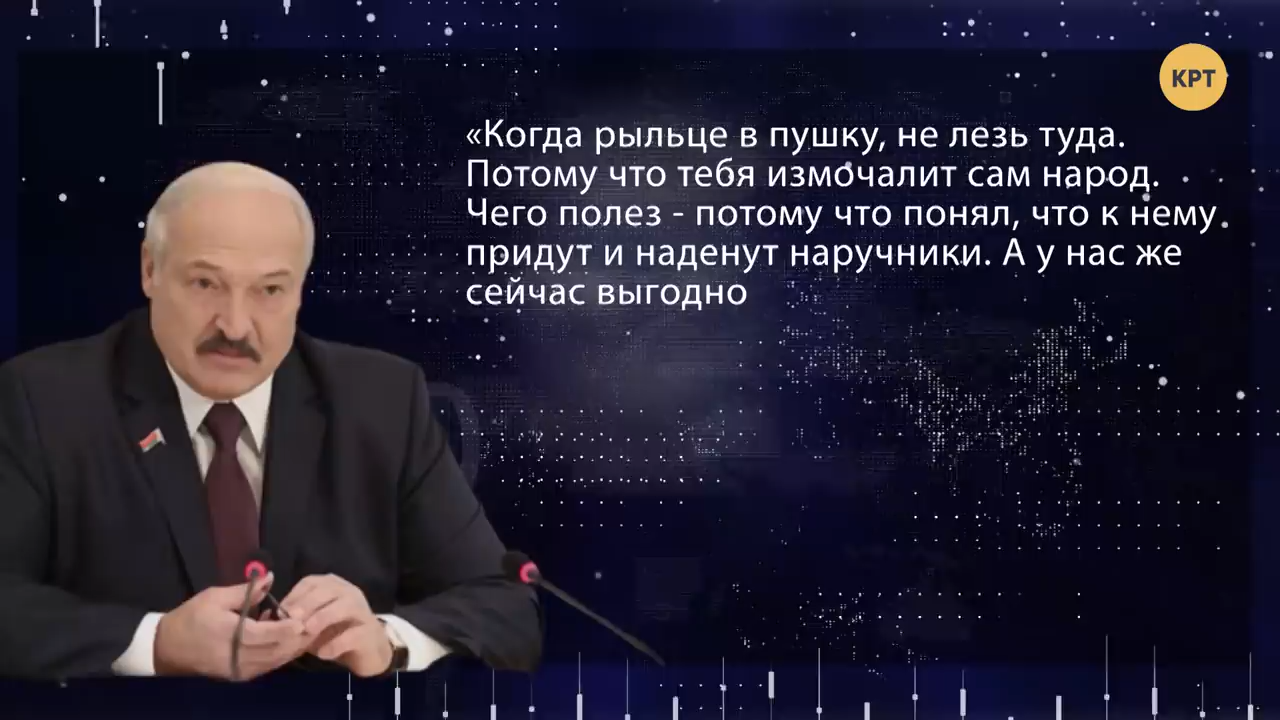 КРТ
«Когда рыльце в пушку, не лезь туда.
Потому что тебя измочалит сам народ.
Чего полез - потому что понял, что к нему
придут и наденут наручники. А у нас же
сейчас выгодно